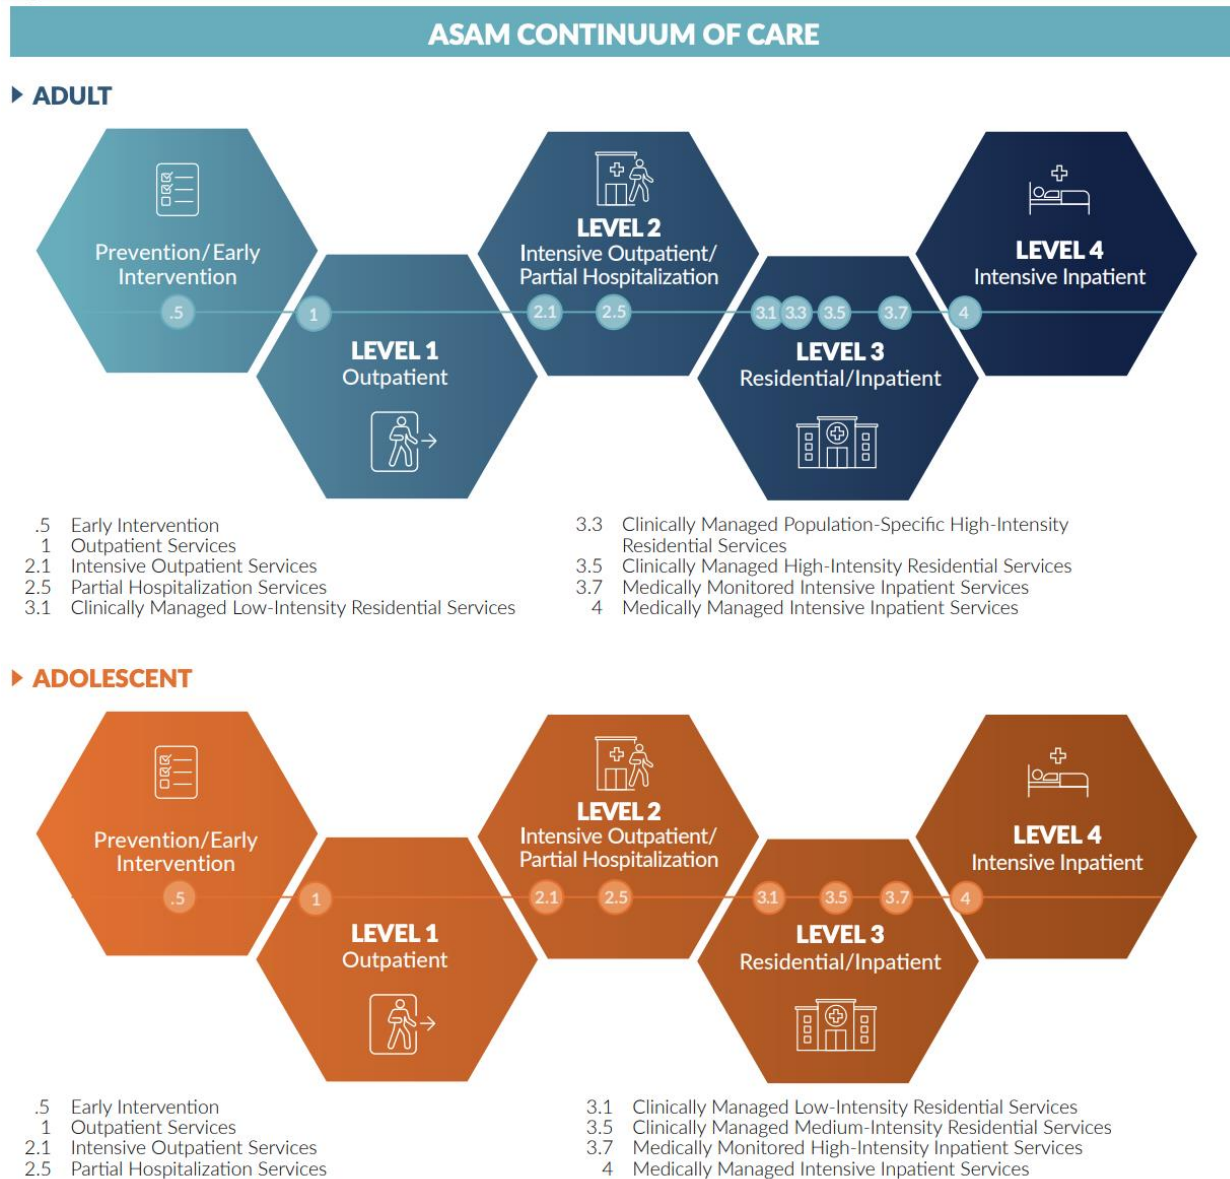 ASAM CONTINUUM OF CARE
ADULT
Prevention/Early
Intervention
.5
1
LEVEL 1
Outpatient
LEVEL 2
Intensive Outpatient/
Partial Hospitalization
2.1 2.5
3.1 3.3 3.5 3.7
LEVEL 3
Residential/Inpatient
LEVEL 4
Intensive Inpatient
4
.5 Early Intervention
1 Outpatient Services
2.1 Intensive Outpatient Services
2.5 Partial Hospitalization Services
3.1 Clinically Managed Low-Intensity Residential Services
3.3 Clinically Managed Population-Specific High-Intensity
Residential Services
3.5 Clinically Managed High-Intensity Residential Services
3.7 Medically Monitored Intensive Inpatient Services
4 Medically Managed Intensive Inpatient Services
ADOLESCENT
Prevention/Early
Intervention
.5
1
LEVEL 1
Outpatient
LEVEL 2
Intensive Outpatient/
Partial Hospitalization
2.1 2.5
3.1 3.5 3.7
LEVEL 3
Residential/Inpatient
LEVEL 4
Intensive Inpatient
4
.5 Early Intervention
1 Outpatient Services
2.1 Intensive Outpatient Services
2.5 Partial Hospitalization Services
3.1 Clinically Managed Low-Intensity Residential Services
3.5 Clinically Managed Medium-Intensity Residential Services
3.7 Medically Monitored High-Intensity Inpatient Services
4 Medically Managed Intensive Inpatient Services